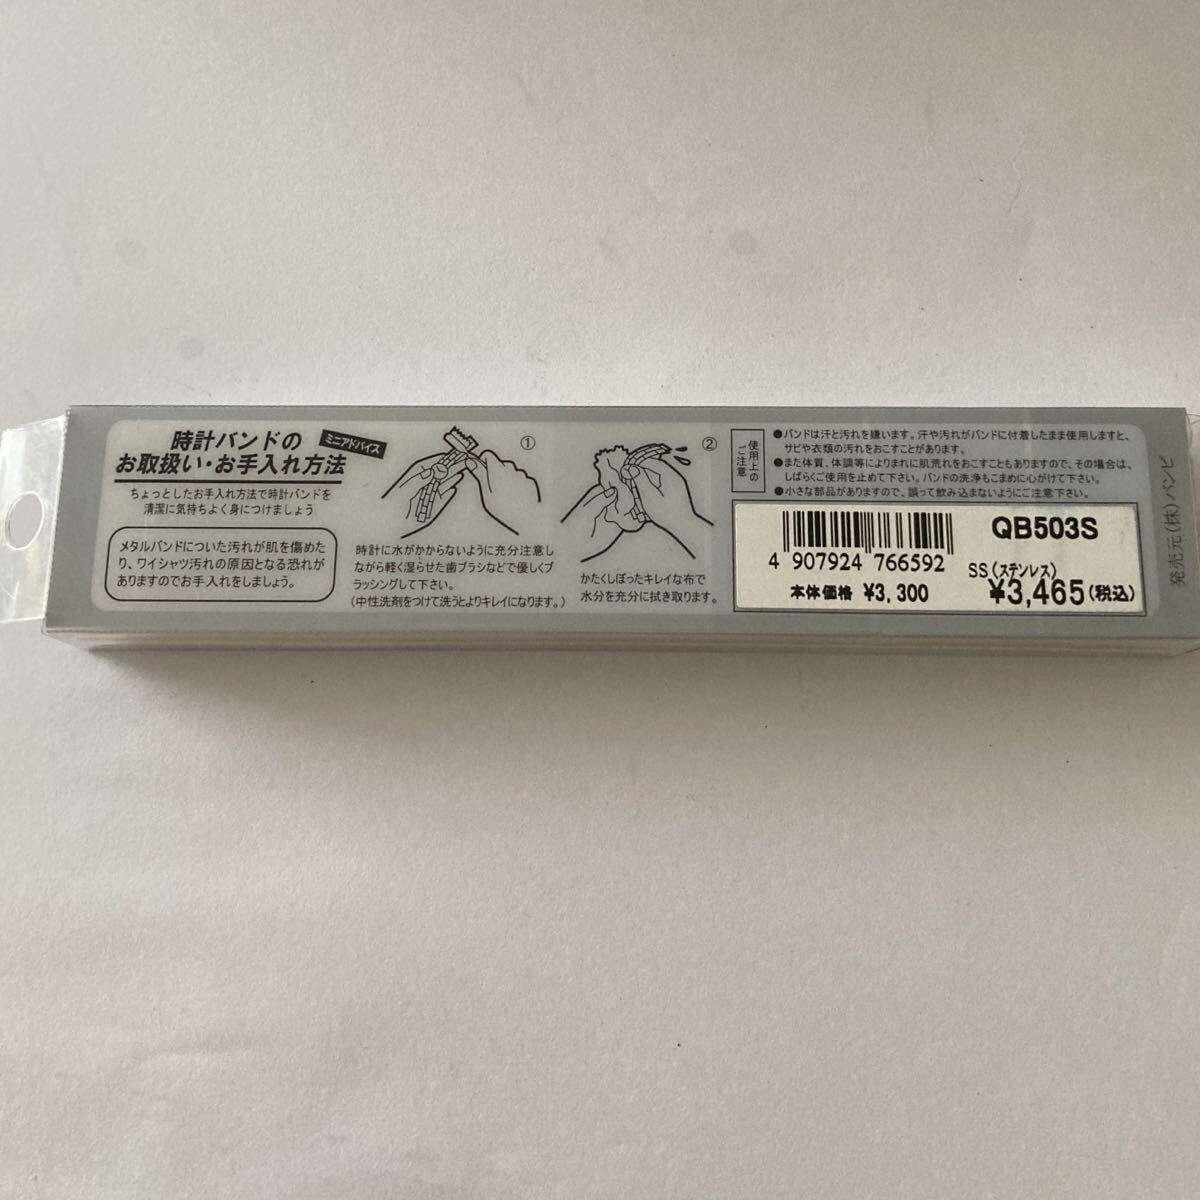 時計バンドの
お取扱い・お手入れ方法
ミニアドバイス
ちょっとしたお手入れ方法で時計バンドを
清潔に気持ちよく身につけましょう
メタルバンドについた汚れが肌を傷めた
り、ワイシャツ汚れの原因となる恐れが
ありますのでお手入れをしましょう。
①
時計に水がかからないように充分注意し
ながら軽く湿らせた歯ブラシなどで優しくブ
ラッシングして下さい。
(中性洗剤をつけて洗うとよりキレイになります。)
②
かたくしぼったキレイな布で
水分を充分に拭き取ります。
使用上の
ご注意
●バンドは汗と汚れを嫌います。汗や汚れがバンドに付着したまま使用しますと、
サビや衣類の汚れをおこすことがあります。
●また体質、体調等によりまれに肌荒れをおこすこともありますので、その場合は、
しばらくご使用を止めて下さい。バンドの洗浄もこまめに心がけて下さい。
●小さな部品がありますので、誤って飲み込まないようにご注意下さい。
QB503S
4 907924 766592
SS(ステンレス)
本体価格 ¥3,300
¥3,465(税込)
発売元(株)バンビ